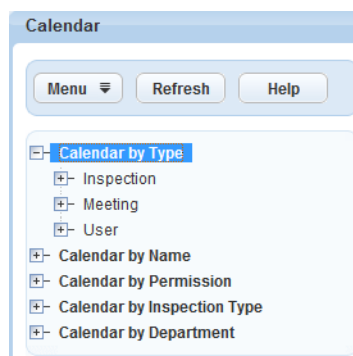 Calendar
Menu Refresh Help
Calendar by Type
Inspection
Meeting
User
Calendar by Name
Calendar by Permission
Calendar by Inspection Type
Calendar by Department